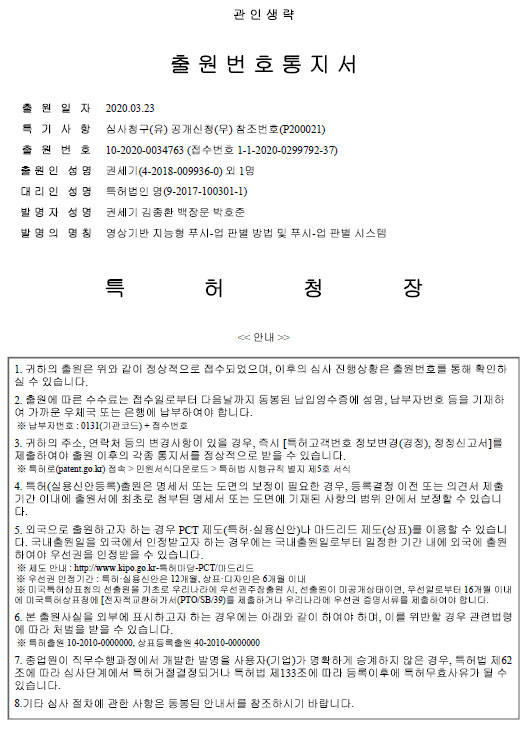 관 인 생 략
출 원 번 호 통 지 서
출 원 일 자 2020.03.23
특 기 사 항 심사청구(유) 공개신청(무) 참조번호(P200021)
출 원 번 호 10-2020-0034763 (접수번호 1-1-2020-0299792-37)
출 원 인 성 명 권세기(4-2018-009936-0) 외 1명
대 리 인 성 명 특허법인 명(9-2017-100301-1)
발 명 자 성 명 권세기 김종환 백장운 박호준
발 명 의 명 칭 영상기반 지능형 푸시-업 판별 방법 및 푸시-업 판별 시스템
특 허 청 장
<< 안내 >>
1. 귀하의 출원은 위와 같이 정상적으로 접수되었으며, 이후의 심사 진행상황은 출원번호를 통해 확인하
실 수 있습니다.
2. 출원에 따른 수수료는 접수일로부터 다음날까지 동봉된 납입영수증에 성명, 납부자번호 등을 기재하
여 가까운 우체국 또는 은행에 납부하여야 합니다.
※ 납부자번호 : 0131(기관코드) + 접수번호
3. 귀하의 주소, 연락처 등의 변경사항이 있을 경우, 즉시 [특허고객번호 정보변경(경정), 정정신고서]를
제출하여야 출원 이후의 각종 통지서를 정상적으로 받을 수 있습니다.
※ 특허로(patent.go.kr) 접속 > 민원서식다운로드 > 특허법 시행규칙 별지 제5호 서식
4. 특허(실용신안등록)출원은 명세서 또는 도면의 보정이 필요한 경우, 등록결정 이전 또는 의견서 제출
기간 이내에 출원서에 최초로 첨부된 명세서 또는 도면에 기재된 사항의 범위 안에서 보정할 수 있습니
다.
5. 외국으로 출원하고자 하는 경우 PCT 제도(특허·실용신안)나 마드리드 제도(상표)를 이용할 수 있습니
다. 국내출원일을 외국에서 인정받고자 하는 경우에는 국내출원일로부터 일정한 기간 내에 외국에 출원
하여야 우선권을 인정받을 수 있습니다.
※ 제도 안내 : http://www.kipo.go.kr-특허마당-PCT/마드리드
※ 우선권 인정기간 : 특허·실용신안은 12개월, 상표·디자인은 6개월 이내
※ 미국특허상표청의 선출원을 기초로 우리나라에 우선권주장출원 시, 선출원이 미공개상태이면, 우선일로부터 16개월 이내
에 미국특허상표청에 [전자적교환허가서(PTO/SB/39)를 제출하거나 우리나라에 우선권 증명서류를 제출하여야 합니다.
6. 본 출원사실을 외부에 표시하고자 하는 경우에는 아래와 같이 하여야 하며, 이를 위반할 경우 관련법령
에 따라 처벌을 받을 수 있습니다.
※ 특허출원 10-2010-0000000, 상표등록출원 40-2010-0000000
7. 종업원이 직무수행과정에서 개발한 발명을 사용자(기업)가 명확하게 승계하지 않은 경우, 특허법 제62
조에 따라 심사단계에서 특허거절결정되거나 특허법 제133조에 따라 등록이후에 특허무효사유가 될 수
있습니다.
8.기타 심사 절차에 관한 사항은 동봉된 안내서를 참조하시기 바랍니다.